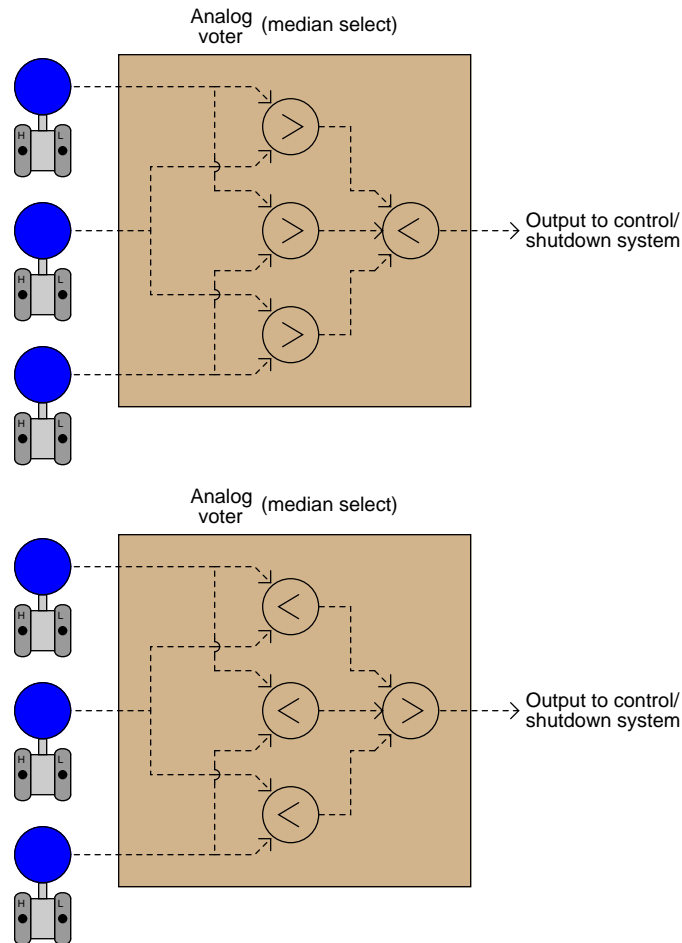 Analog
voter (median select)
H L
>
H L
>
<
Output to control/
shutdown system
>
H L
Analog
voter (median select)
H L
<
H L
<
>
Output to control/
shutdown system
<
H L